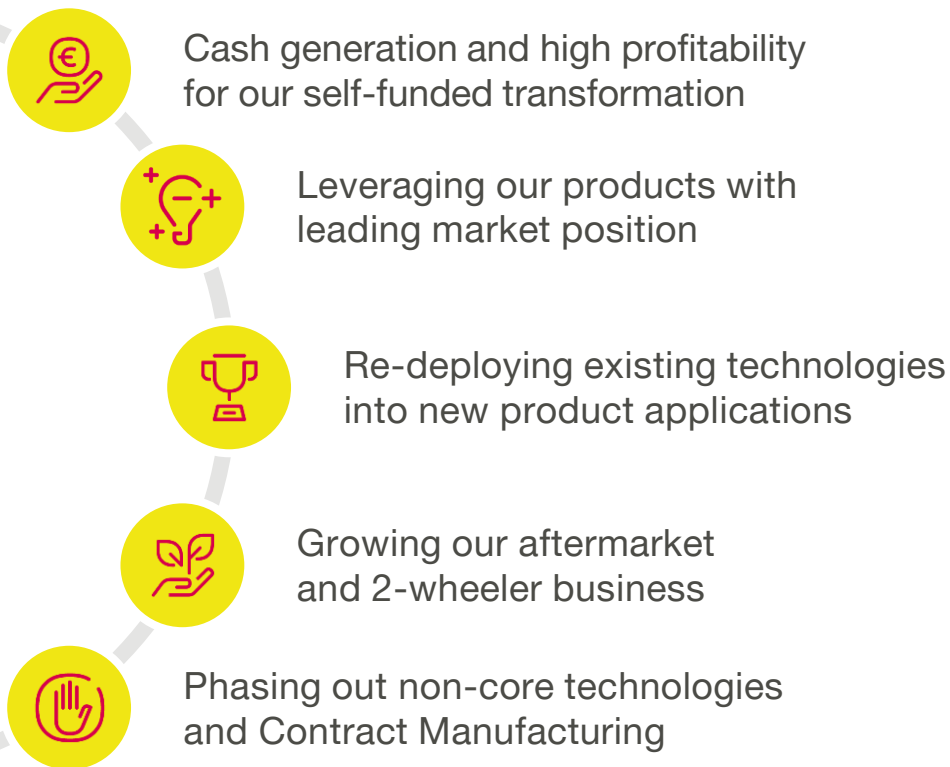 €
Cash generation and high profitability
for our self-funded transformation
Leveraging our products with
leading market position
Re-deploying existing technologies
into new product applications
Growing our aftermarket
and 2-wheeler business
Phasing out non-core technologies
and Contract Manufacturing